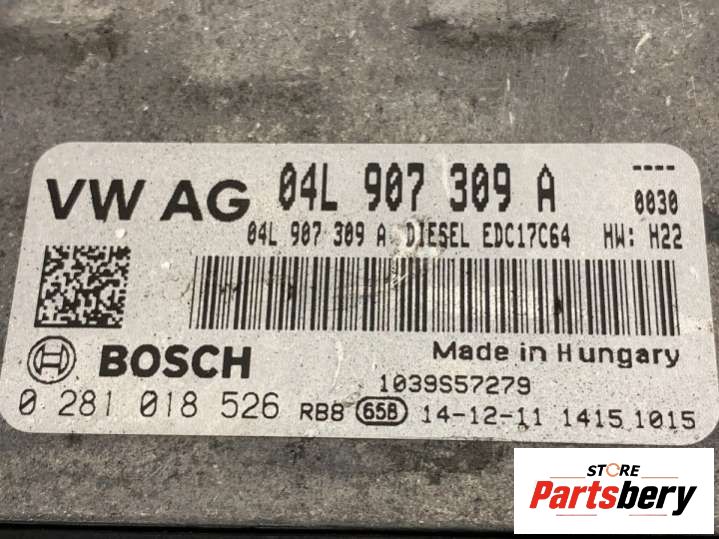 VW AG 04L 907 309 A ----
0030
04L 907 309 A DIESEL EDC17C64 HW: H22
BOSCH Made in Hungary
1039S57279
0 281 018 526 RB8 658 14-12-11 1415 1015
STORE
Partsbery